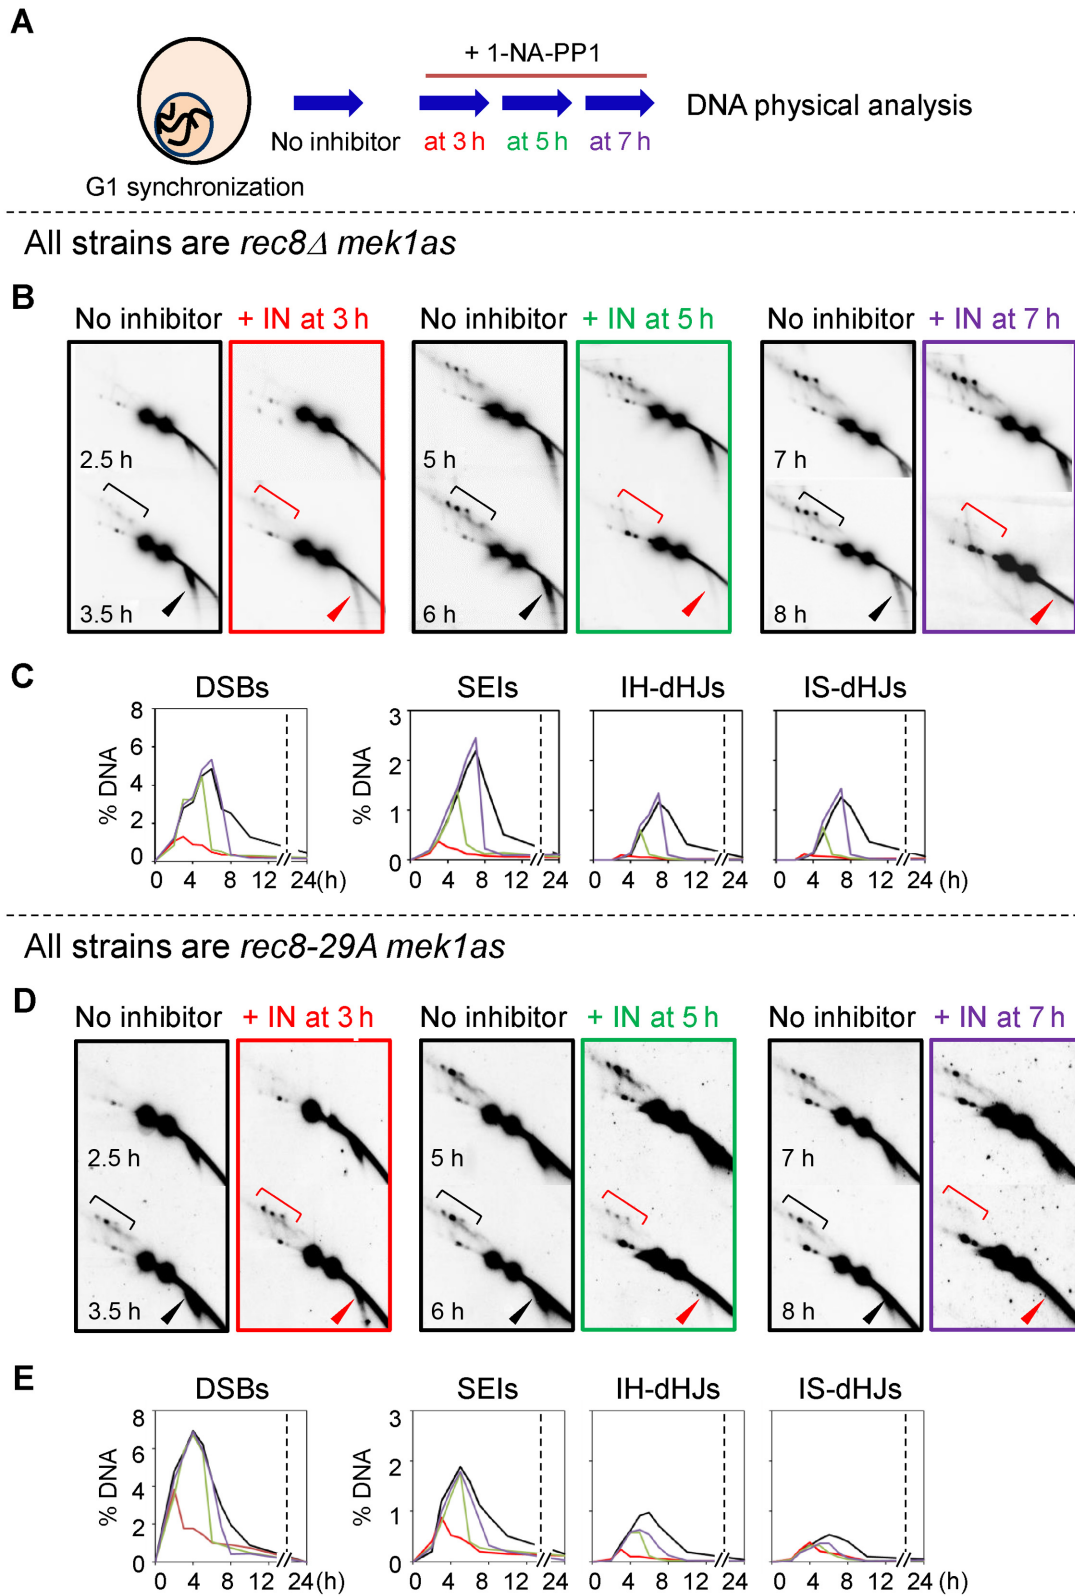 A
+ 1-NA-PP1
No inhibitor at 3 h at 5 h at 7 h
DNA physical analysis
G1 synchronization
All strains are rec8Δ mek1as
B
No inhibitor + IN at 3 h No inhibitor + IN at 5 h No inhibitor + IN at 7 h
2.5 h 5 h 7 h
3.5 h 6 h 8 h
C
DSBs SEIs IH-dHJs IS-dHJs
% DNA
8
6
4
2
0
0 4 8 12 24 (h)
% DNA
3
2
1
0
0 4 8 12 24
0 4 8 12 24
0 4 8 12 24 (h)
All strains are rec8-29A mek1as
D
No inhibitor + IN at 3 h No inhibitor + IN at 5 h No inhibitor + IN at 7 h
2.5 h 5 h 7 h
3.5 h 6 h 8 h
E
DSBs SEIs IH-dHJs IS-dHJs
% DNA
8
6
4
2
0
0 4 8 12 24 (h)
% DNA
3
2
1
0
0 4 8 12 24
0 4 8 12 24
0 4 8 12 24 (h)